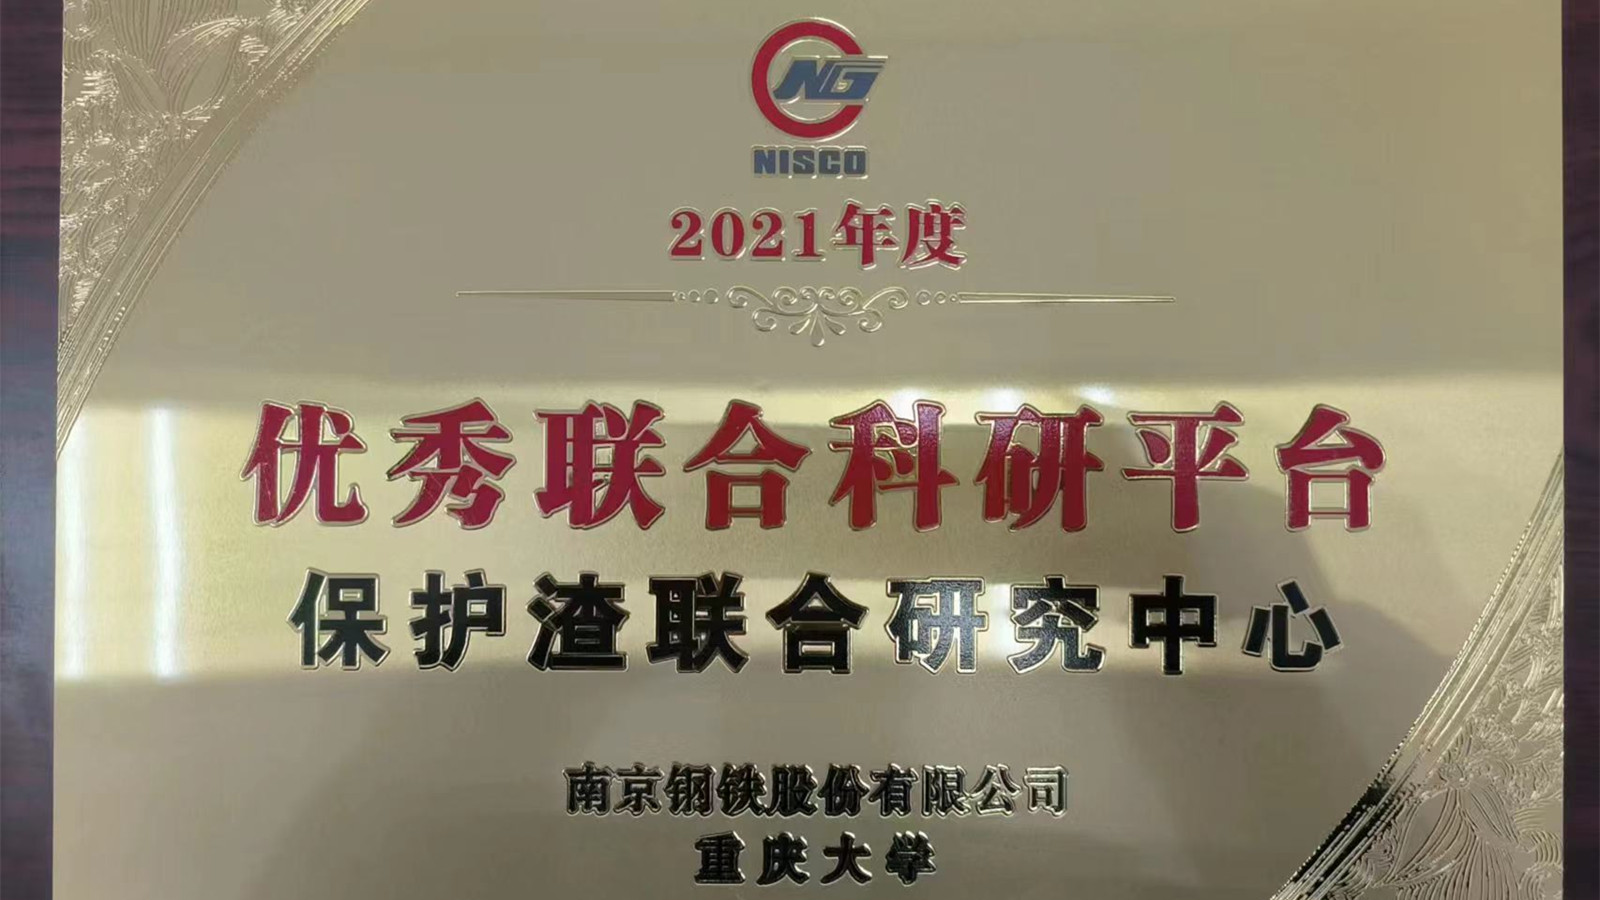 NG
NISCO
2021年度
优秀联合科研平台
保护渣联合研究中心
南京钢铁股份有限公司
重庆大学